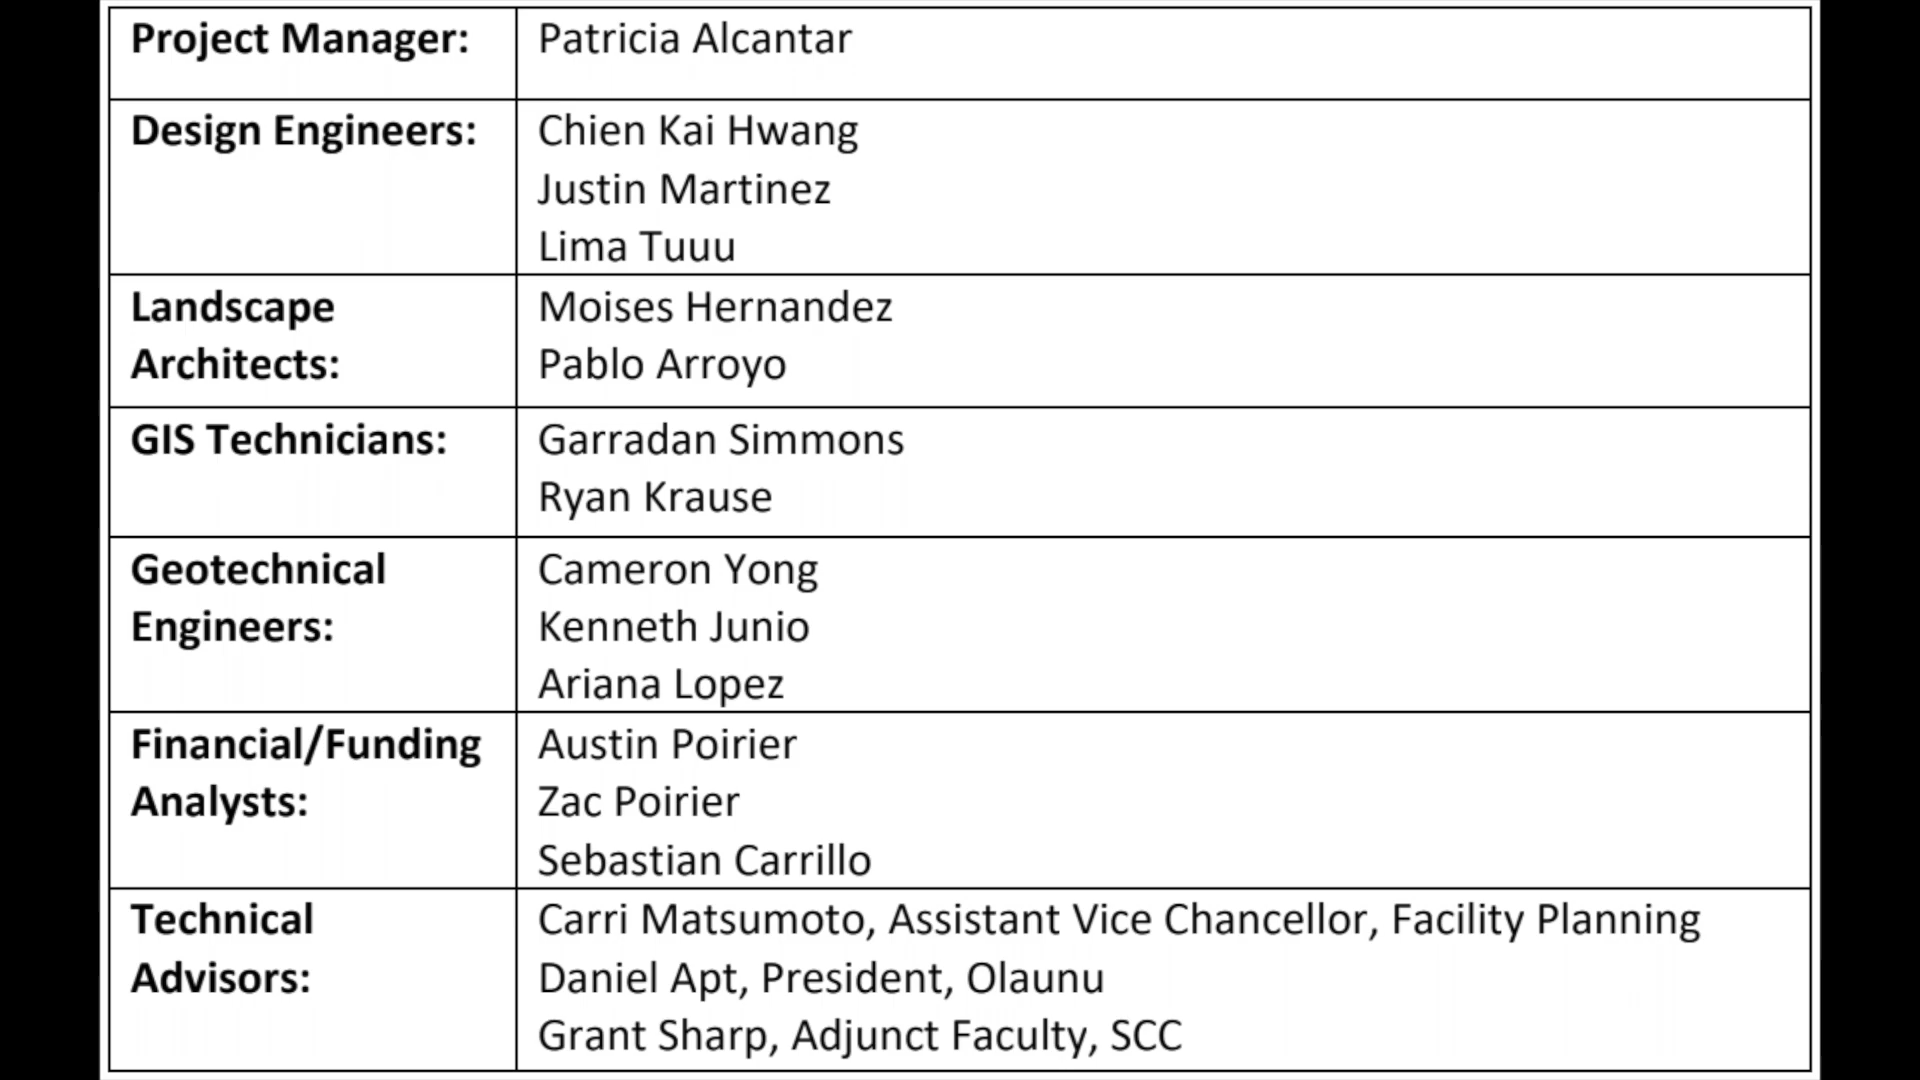 Project Manager: Patricia Alcantar
Design Engineers: Chien Kai Hwang
Justin Martinez
Lima Tuuu
Landscape Architects: Moises Hernandez
Pablo Arroyo
GIS Technicians: Garradan Simmons
Ryan Krause
Geotechnical Engineers: Cameron Yong
Kenneth Junio
Ariana Lopez
Financial/Funding Analysts: Austin Poirier
Zac Poirier
Sebastian Carrillo
Technical Advisors: Carri Matsumoto, Assistant Vice Chancellor, Facility Planning
Daniel Apt, President, Olaunu
Grant Sharp, Adjunct Faculty, SCC